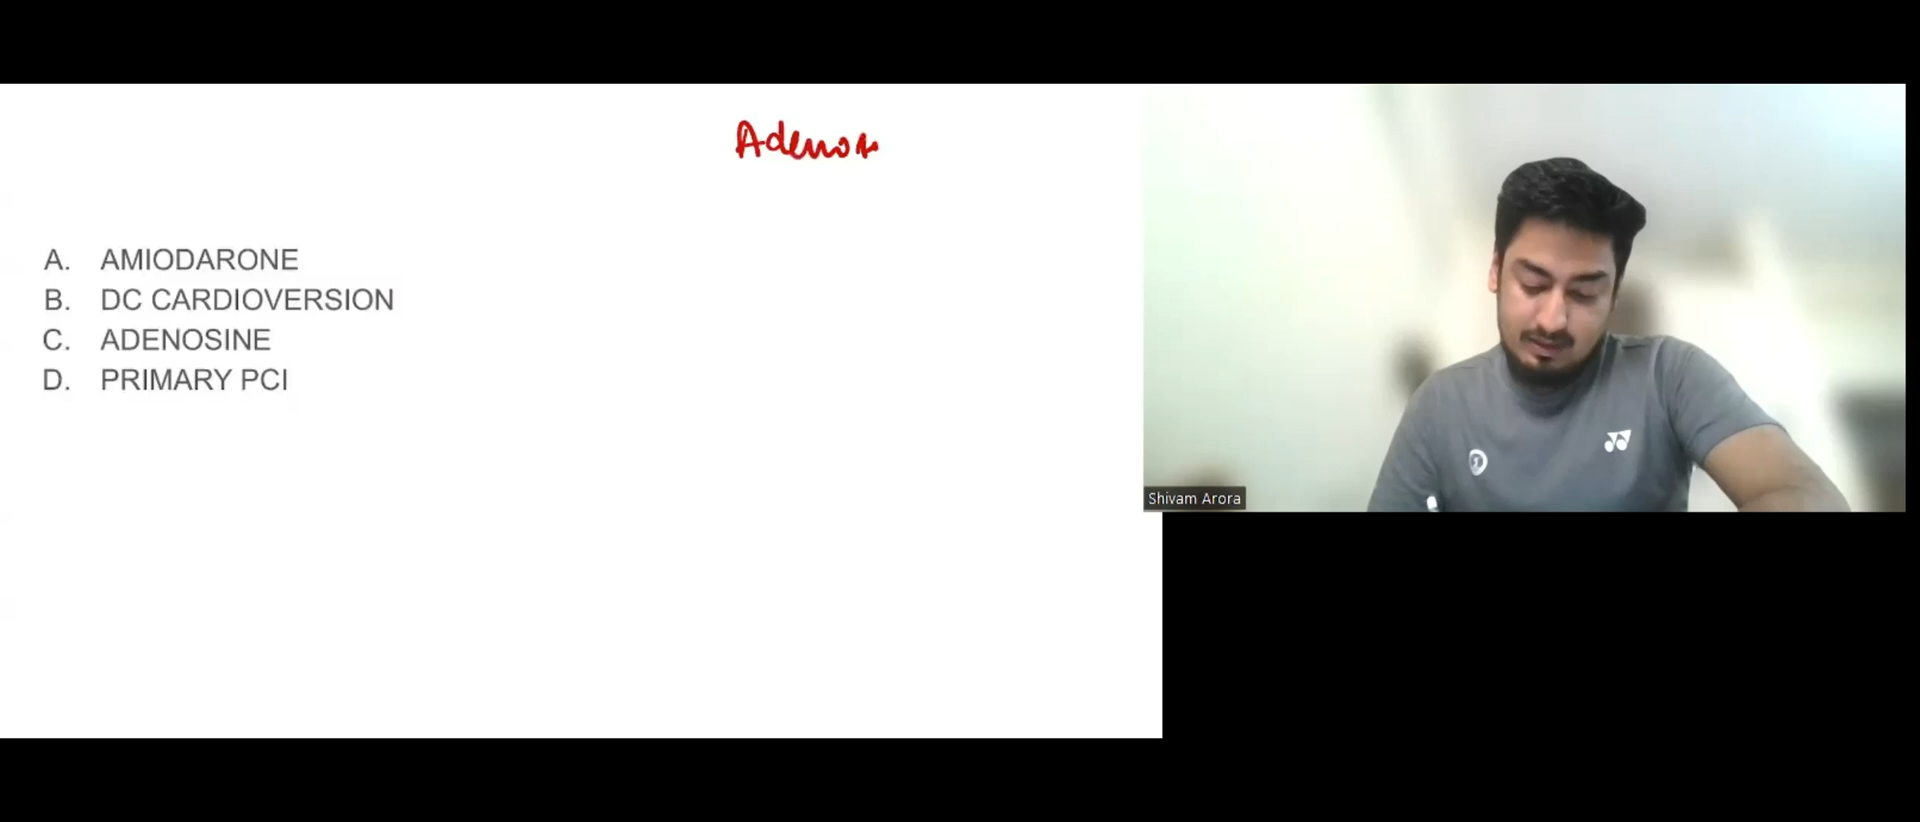 Adenos
A. AMIODARONE
B. DC CARDIOVERSION
C. ADENOSINE
D. PRIMARY PCI
Shivam Arora